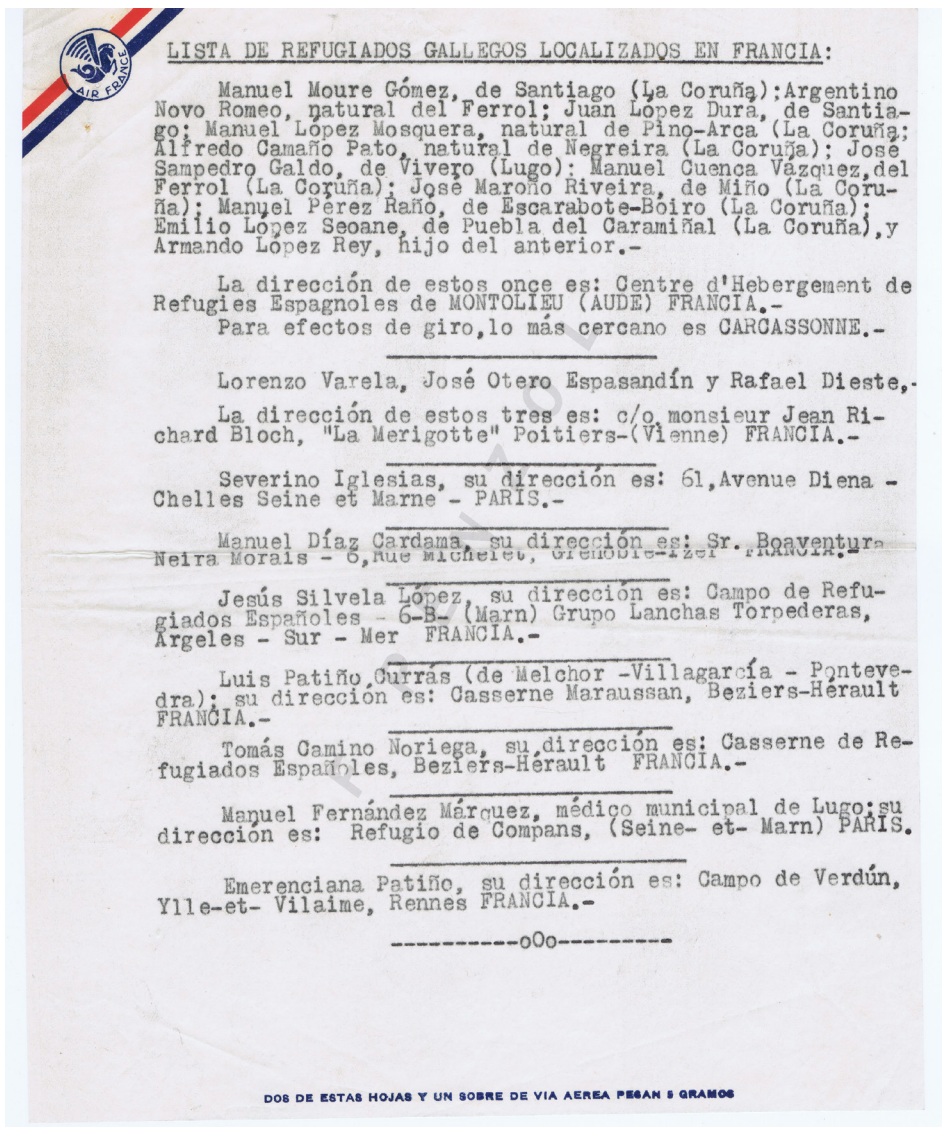 AIR FRANCE
LISTA DE REFUGIADOS GALLEGOS LOCALIZADOS EN FRANCIA:
Manuel Moure Gómez, de Santiago (La Coruña);Argentino
Novo Romeo, natural del Ferrol; Juan López Dura, de Santia-
go; Manuel López Mosquera, natural de Pino-Arca (La Coruña;
Alfredo Camaño Pato, natural de Negreira (La Coruña); José
Sampedro Galdo, de Vivero (Lugo); Manuel Cuenca Vázquez,del
Ferrol (La Coruña); José Maroño Riveira, de Miño (La Coru-
ña); Manuel Pérez Raño, de Escarabote-Boiro (La Coruña);
Emilio López Seoane, de Puebla del Caramiñal (La Coruña),y
Armando López Rey, hijo del anterior.-
La dirección de estos once es: Centre d'Hebergement de
Refugies Espagnoles de MONTOLIEU (AUDE) FRANCIA.-
Para efectos de giro,lo más cercano es CARCASSONNE.-
Lorenzo Varela, José Otero Espasandín y Rafael Dieste,-
La dirección de estos tres es: c/o monsieur Jean Ri-
chard Bloch, "La Merigotte" Poitiers-(Vienne) FRANCIA.-
Severino Iglesias, su dirección es: 61,Avenue Diena -
Chelles Seine et Marne - PARIS.-
Manuel Díaz Cardama, su dirección es: Sr. Boaventura
Neira Morais - 6,Rue Michelet, Grenoble-Izer FRANCIA.-
Jesús Silvela López, su dirección es: Campo de Refu-
giados Españoles - 6-B- (Marn) Grupo Lanchas Torpederas,
Argeles - Sur - Mer FRANCIA.-
Luis Patiño Currás (de Melchor -Villagarcía - Ponteve-
dra); su dirección es: Casserne Maraussan, Beziers-Hérault
FRANCIA.-
Tomás Camino Noriega, su dirección es: Casserne de Re-
fugiados Españoles, Beziers-Hérault FRANCIA.-
Manuel Fernández Márquez, médico municipal de Lugo;su
dirección es: Refugio de Compans, (Seine- et- Marn) PARIS.
Emerenciana Patiño, su dirección es: Campo de Verdún,
Ylle-et- Vilaime, Rennes FRANCIA.-
----------oOo----------
DOS DE ESTAS HOJAS Y UN SOBRE DE VIA AEREA PESAN 5 GRAMOS